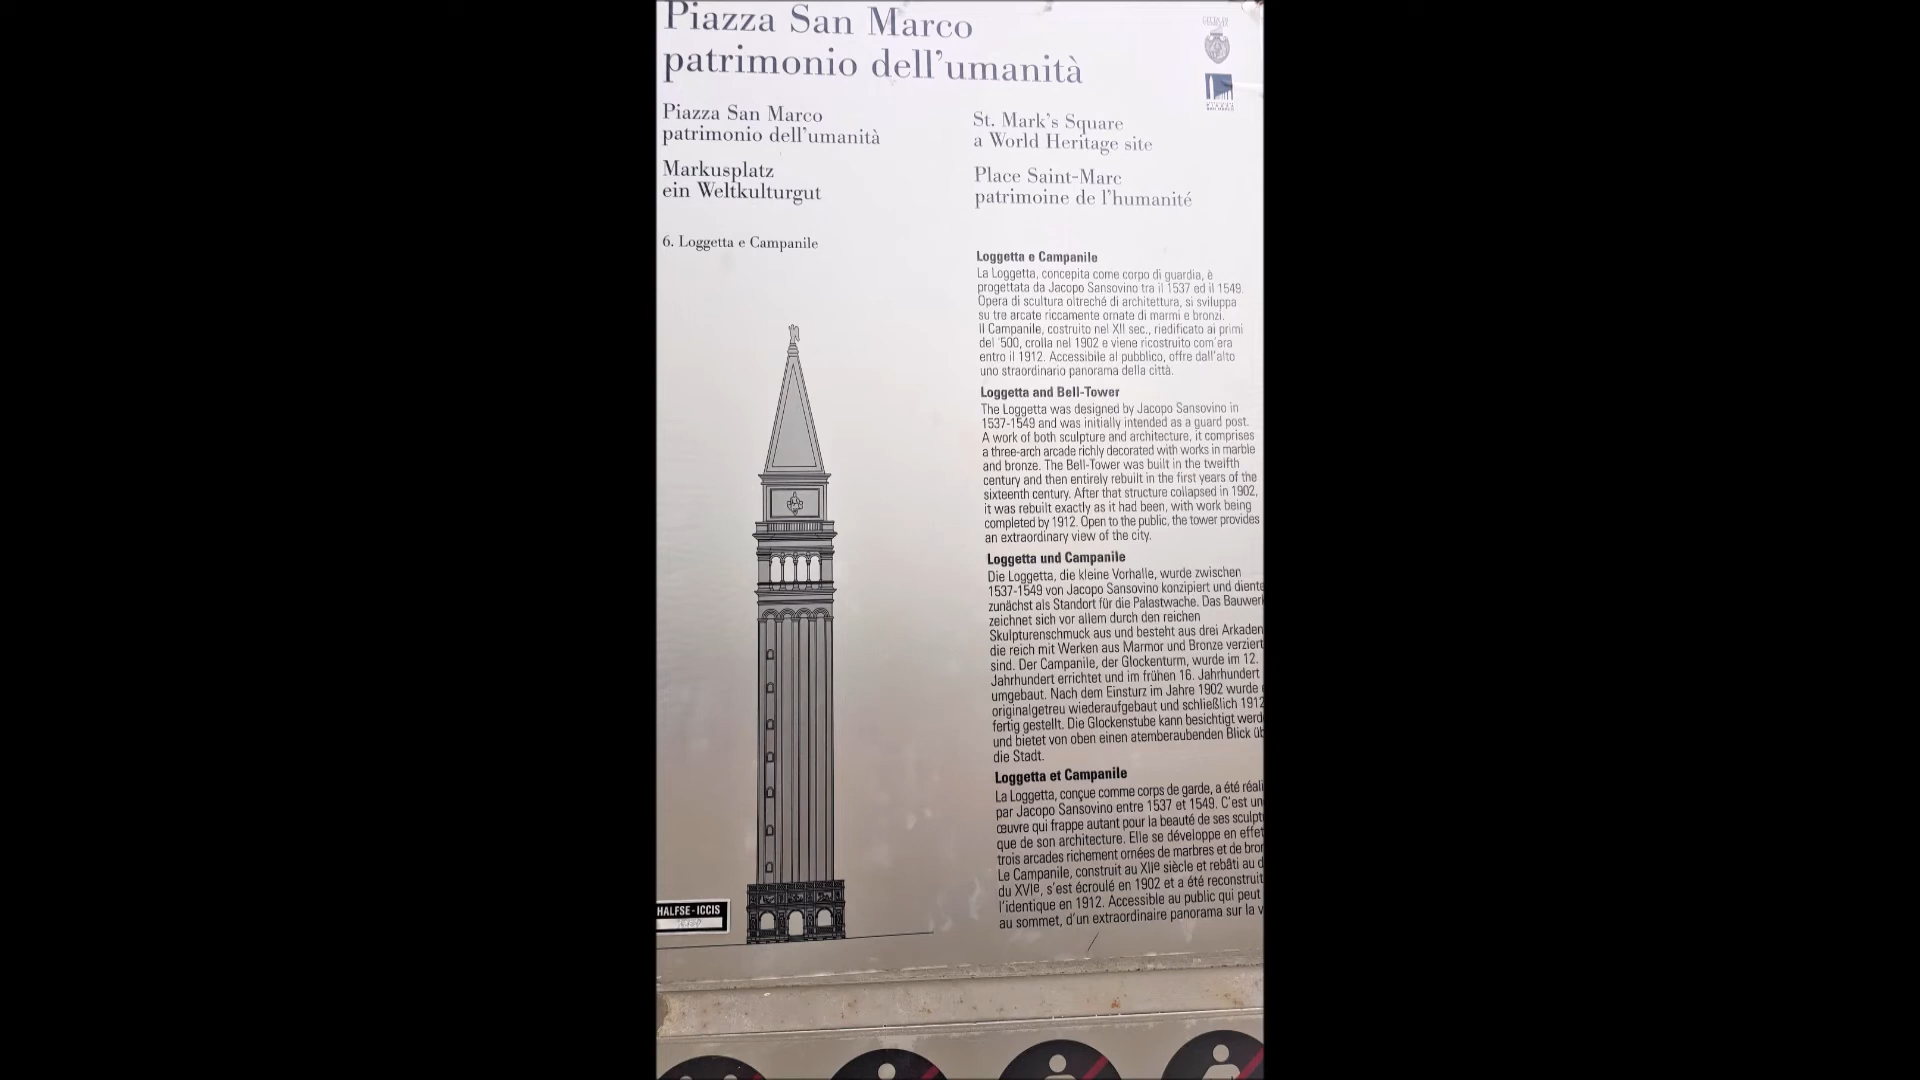 Piazza San Marco
patrimonio dell'umanità
Piazza San Marco
patrimonio dell'umanità
Markusplatz
ein Weltkulturgut
St. Mark's Square
a World Heritage site
Place Saint-Marc
patrimoine de l'humanité
6. Loggetta e Campanile
Loggetta e Campanile
La Loggetta, concepita come corpo di guardia, è
progettata da Jacopo Sansovino tra il 1537 ed il 1549.
Opera di scultura oltreché di architettura, si sviluppa
su tre arcate riccamente ornate di marmi e bronzi.
Il Campanile, costruito nel XII sec., riedificato ai primi
del '500, crolla nel 1902 e viene ricostruito com'era
entro il 1912. Accessibile al pubblico, offre dall'alto
uno straordinario panorama della città.
Loggetta and Bell-Tower
The Loggetta was designed by Jacopo Sansovino in
1537-1549 and was initially intended as a guard post.
A work of both sculpture and architecture, it comprises
a three-arch arcade richly decorated with works in marble
and bronze. The Bell-Tower was built in the twelfth
century and then entirely rebuilt in the first years of the
sixteenth century. After that structure collapsed in 1902,
it was rebuilt exactly as it had been, with work being
completed by 1912. Open to the public, the tower provides
an extraordinary view of the city.
Loggetta und Campanile
Die Loggetta, die kleine Vorhalle, wurde zwischen
1537-1549 von Jacopo Sansovino konzipiert und diente
zunächst als Standort für die Palastwache. Das Bauwerk
zeichnet sich vor allem durch den reichen
Skulpturenschmuck aus und besteht aus drei Arkaden
die reich mit Werken aus Marmor und Bronze verziert
sind. Der Campanile, der Glockenturm, wurde im 12.
Jahrhundert errichtet und im frühen 16. Jahrhundert
umgebaut. Nach dem Einsturz im Jahre 1902 wurde
originalgetreu wiederaufgebaut und schließlich 1912
fertig gestellt. Die Glockenstube kann besichtigt werd
und bietet von oben einen atemberaubenden Blick üb
die Stadt.
Loggetta et Campanile
La Loggetta, conçue comme corps de garde, a été réali
par Jacopo Sansovino entre 1537 et 1549. C'est un
œuvre qui frappe autant pour la beauté de ses sculpt
que de son architecture. Elle se développe en effet
trois arcades richement ornées de marbres et de bron
Le Campanile, construit au XIIe siècle et rebâti au d
du XVIe, s'est écroulé en 1902 et a été reconstruit
l'identique en 1912. Accessible au public qui peut
au sommet, d'un extraordinaire panorama sur la v
HALFSE-ICCIS